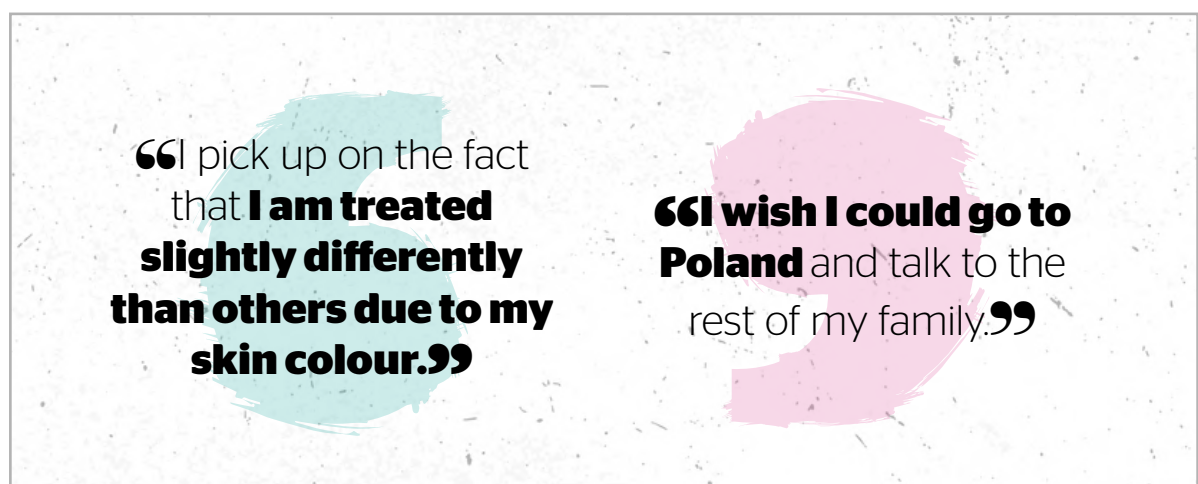 “I pick up on the fact
that I am treated
slightly differently
than others due to my
skin colour.”
“I wish I could go to
Poland and talk to the
rest of my family.”